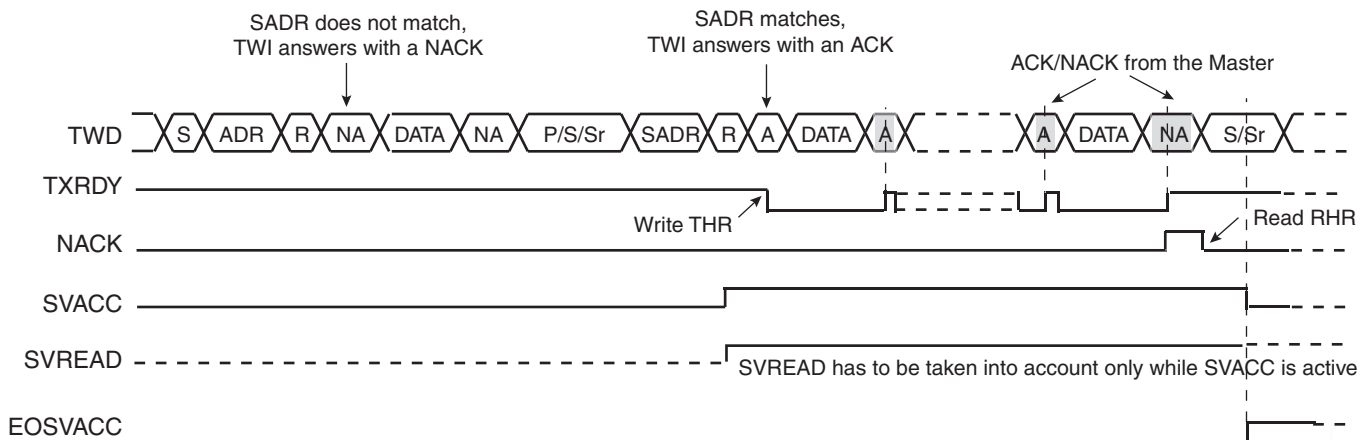 SADR does not match,
TWI answers with a NACK
SADR matches,
TWI answers with an ACK
ACK/NACK from the Master
TWD S ADR R NA DATA NA P/S/Sr SADR R A DATA A A DATA NA S/Sr
TXRDY
Write THR
Read RHR
NACK
SVACC
SVREAD
SVREAD has to be taken into account only while SVACC is active
EOSVACC